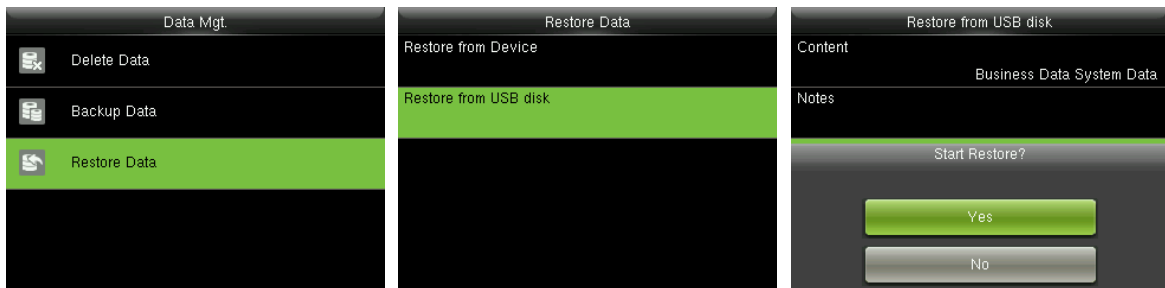 Data Mgt.
Delete Data
Backup Data
Restore Data
Restore Data
Restore from Device
Restore from USB disk
Restore from USB disk
Content
Business Data System Data
Notes
Start Restore?
Yes
No